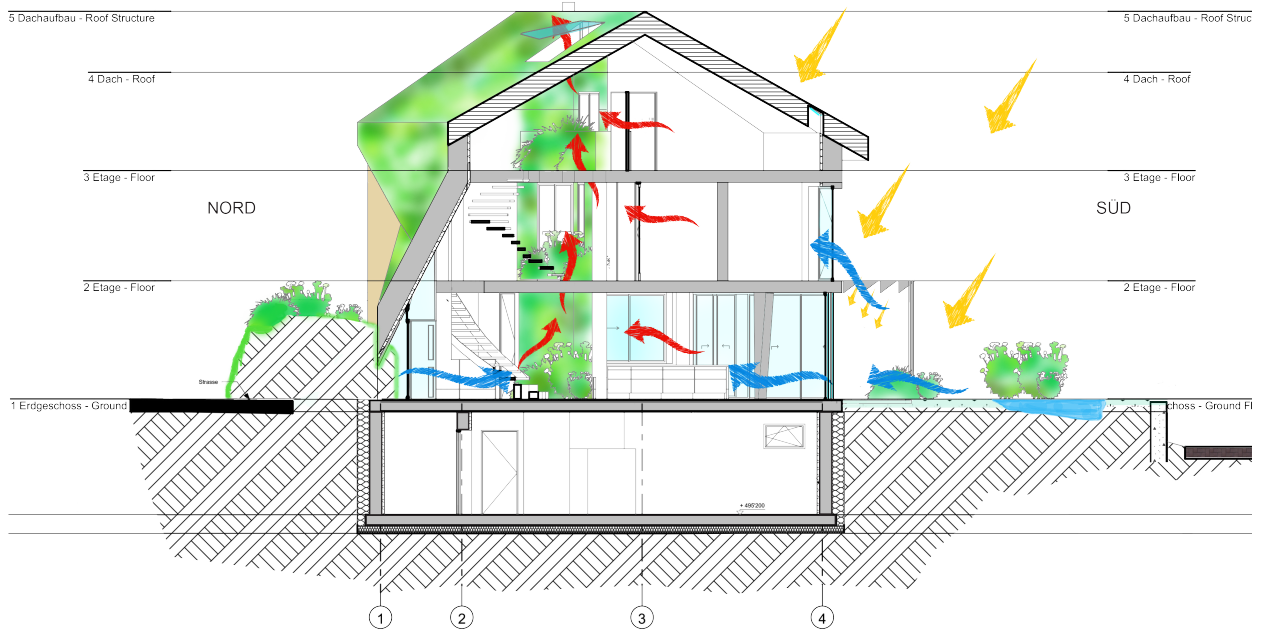 5 Dachaufbau - Roof Structure
5 Dachaufbau - Roof Struc
4 Dach - Roof
4 Dach - Roof
3 Etage - Floor
3 Etage - Floor
NORD
SÜD
2 Etage - Floor
2 Etage - Floor
Strasse
1 Erdgeschoss - Ground
choss - Ground Fl
+ 495'200
1
2
3
4